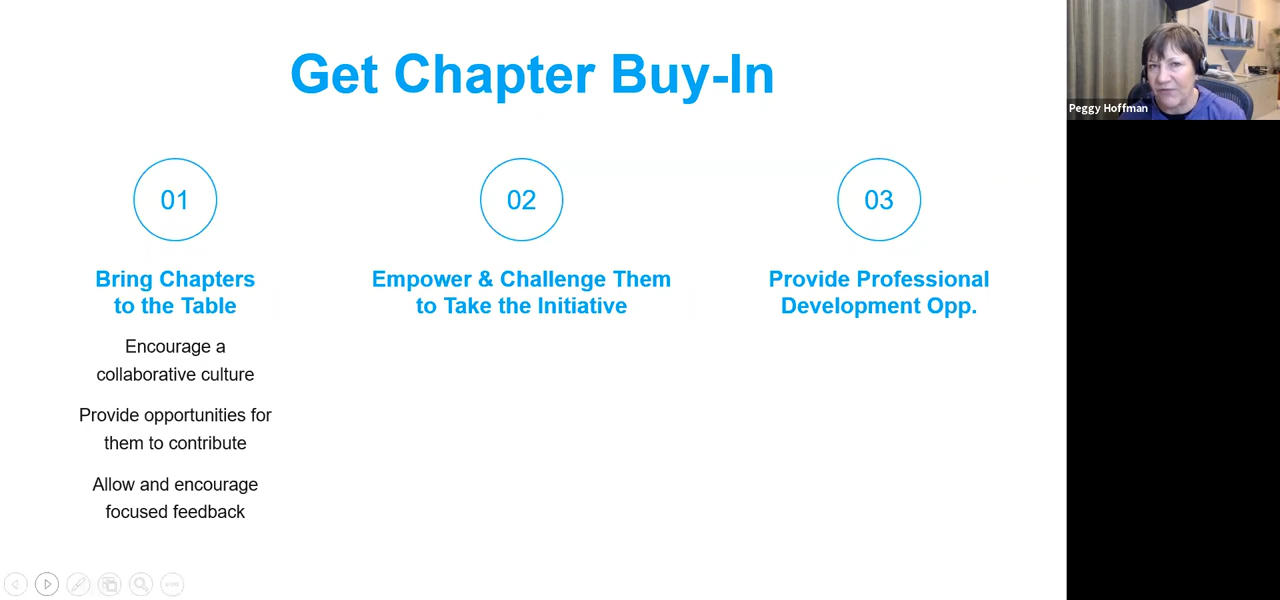 Get Chapter Buy-In
Peggy Hoffman
01
02
03
Bring Chapters
to the Table
Empower & Challenge Them
to Take the Initiative
Provide Professional
Development Opp.
Encourage a
collaborative culture
Provide opportunities for
them to contribute
Allow and encourage
focused feedback